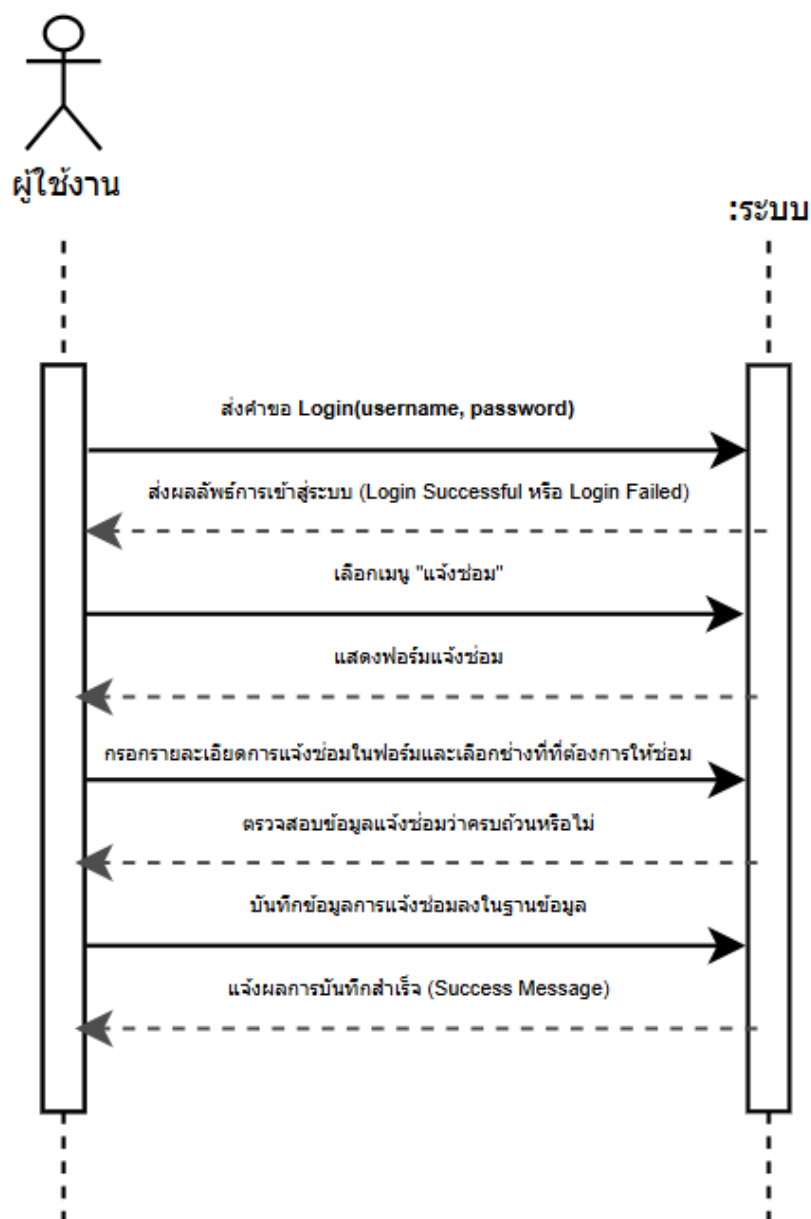 ผู้ใช้งาน
:ระบบ
ส่งคำขอ Login(username, password)
ส่งผลลัพธ์การเข้าสู่ระบบ (Login Successful หรือ Login Failed)
เลือกเมนู "แจ้งซ่อม"
แสดงฟอร์มแจ้งซ่อม
กรอกรายละเอียดการแจ้งซ่อมในฟอร์มและเลือกช่างที่ที่ต้องการให้ซ่อม
ตรวจสอบข้อมูลแจ้งซ่อมว่าครบถ้วนหรือไม่
บันทึกข้อมูลการแจ้งซ่อมลงในฐานข้อมูล
แจ้งผลการบันทึกสำเร็จ (Success Message)